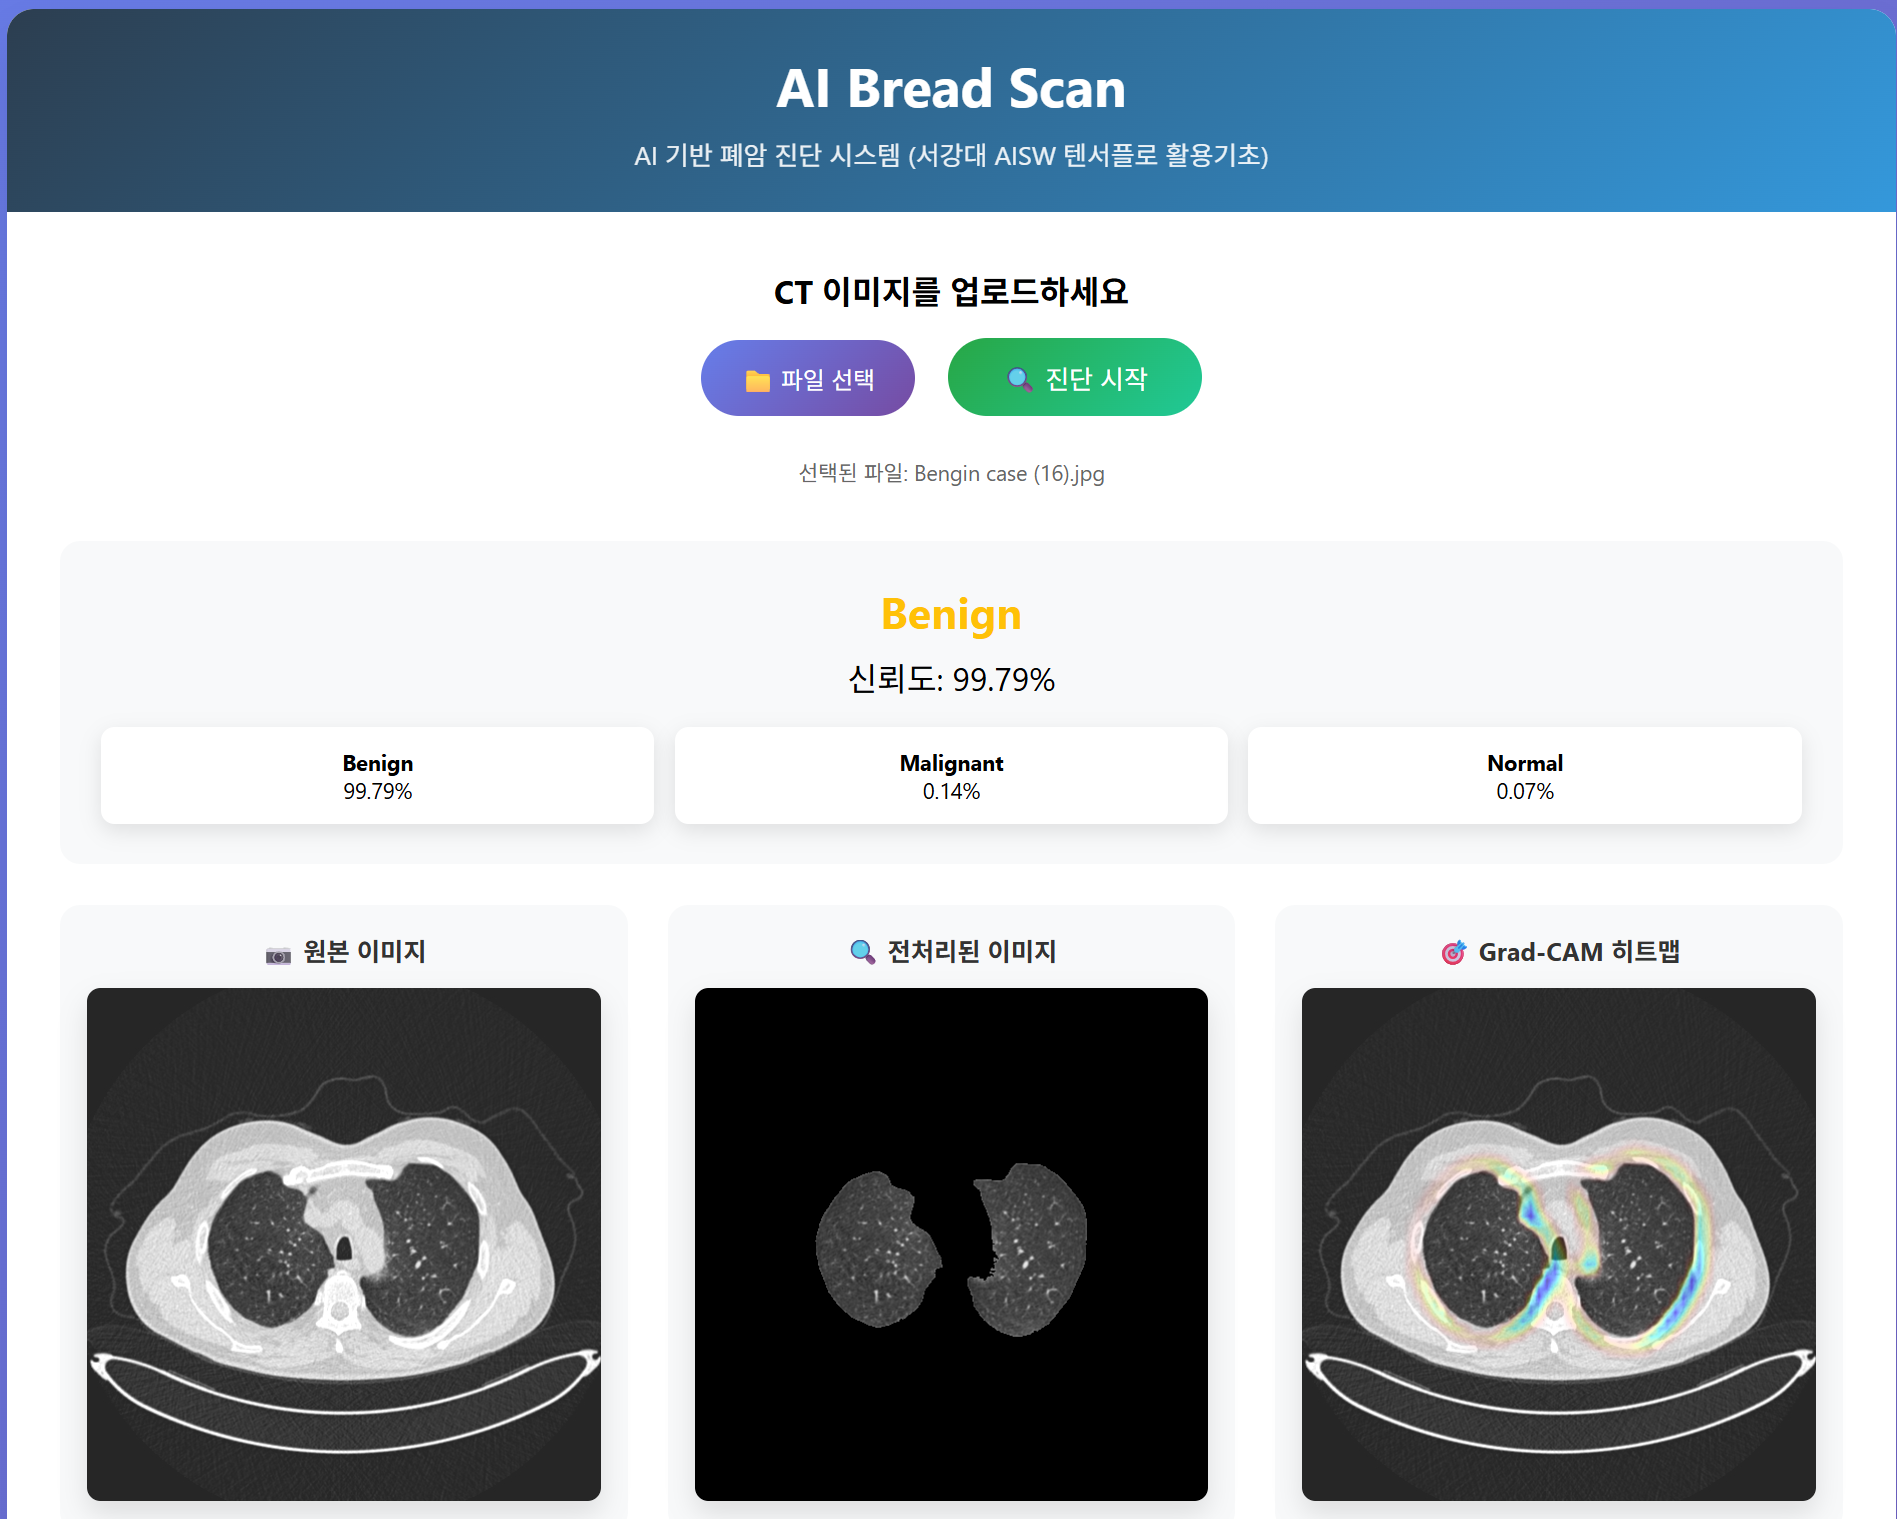 AI Bread Scan
AI 기반 폐암 진단 시스템 (서강대 AISW 텐서플로 활용기초)
CT 이미지를 업로드하세요
파일 선택
진단 시작
선택된 파일: Bengin case (16).jpg
Benign
신뢰도: 99.79%
Benign
99.79%
Malignant
0.14%
Normal
0.07%
원본 이미지
전처리된 이미지
Grad-CAM 히트맵